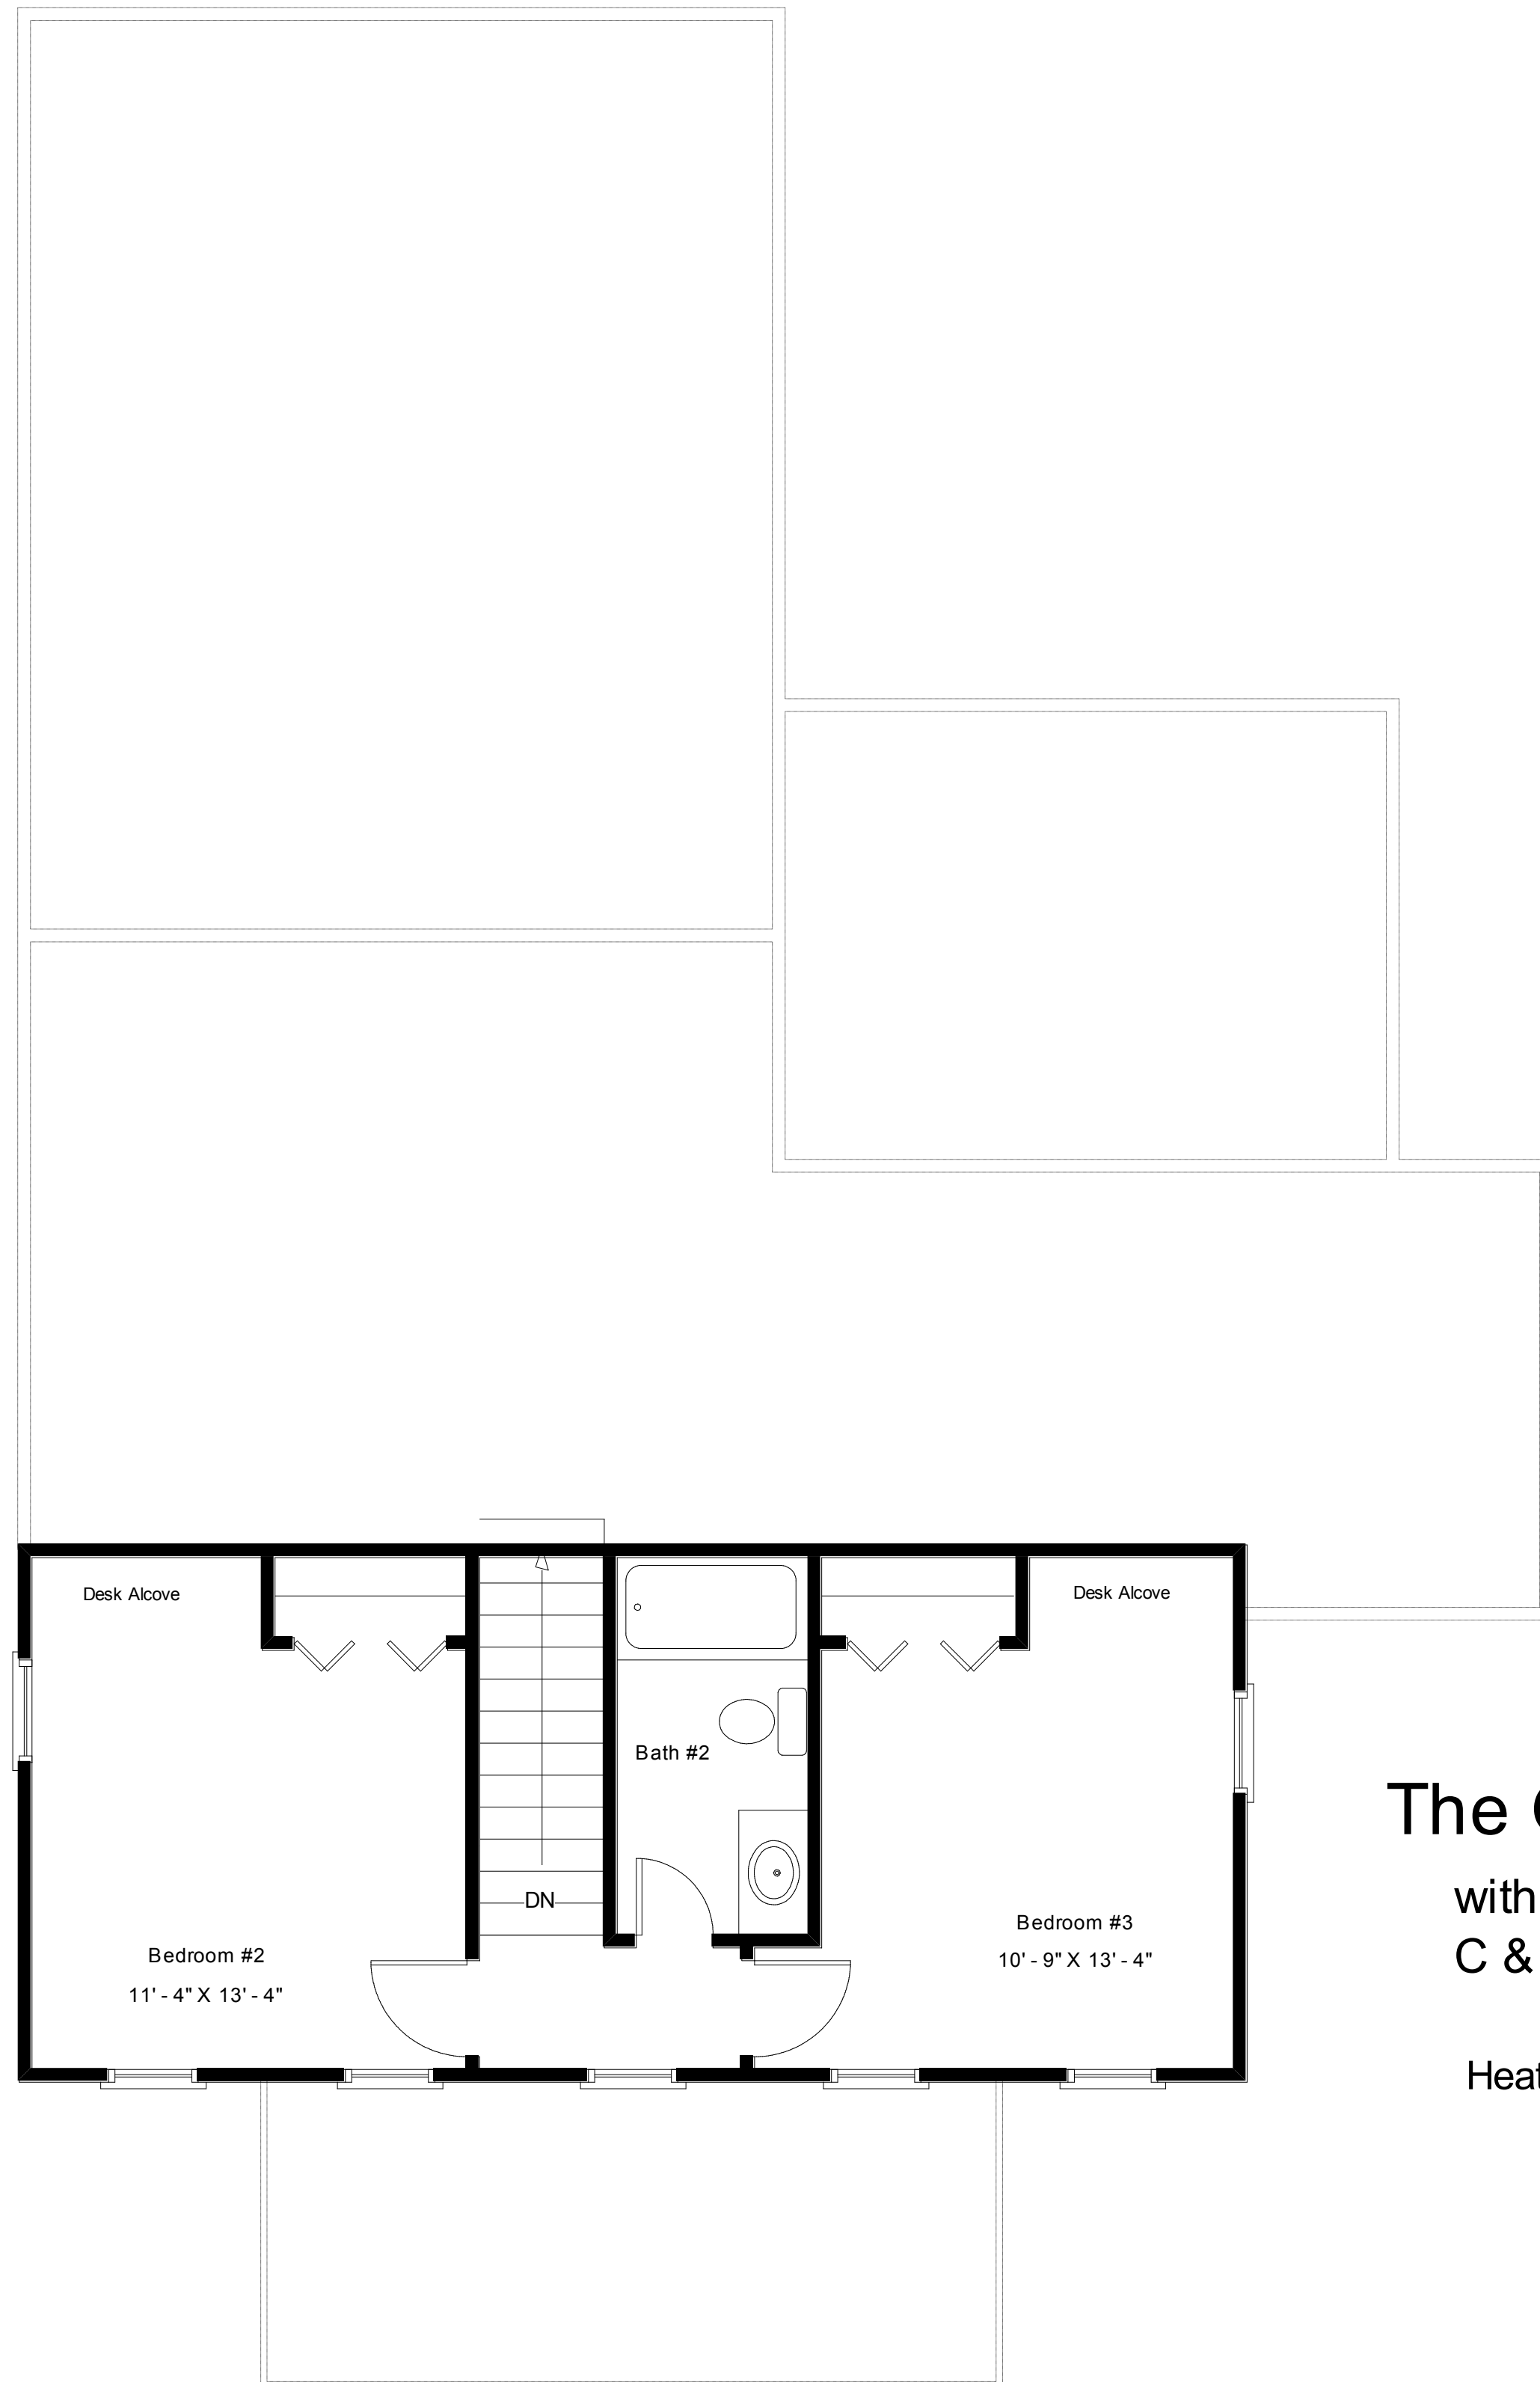 Desk Alcove
Desk Alcove
Bath #2
The
with
C &
DN
Bedroom #2
11' - 4" X 13' - 4"
Bedroom #3
10' - 9" X 13' - 4"